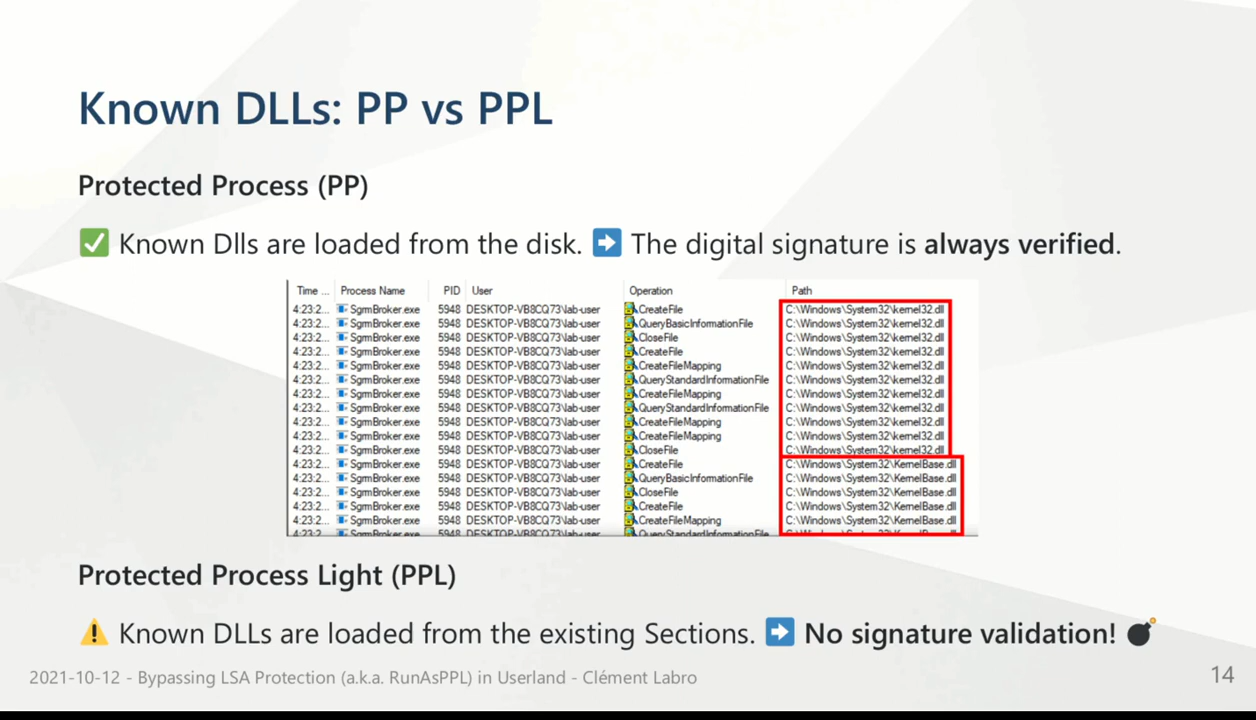 Known DLLs: PP vs PPL
Protected Process (PP)
Known Dlls are loaded from the disk. The digital signature is always verified.
Time ... Process Name PID User Operation Path
4:23:2... SgrmBroker.exe 5948 DESKTOP-VB8CQ73\lab-user CreateFile C:\Windows\System32\kernel32.dll
4:23:2... SgrmBroker.exe 5948 DESKTOP-VB8CQ73\lab-user QueryBasicInformationFile C:\Windows\System32\kernel32.dll
4:23:2... SgrmBroker.exe 5948 DESKTOP-VB8CQ73\lab-user CloseFile C:\Windows\System32\kernel32.dll
4:23:2... SgrmBroker.exe 5948 DESKTOP-VB8CQ73\lab-user CreateFile C:\Windows\System32\kernel32.dll
4:23:2... SgrmBroker.exe 5948 DESKTOP-VB8CQ73\lab-user CreateFileMapping C:\Windows\System32\kernel32.dll
4:23:2... SgrmBroker.exe 5948 DESKTOP-VB8CQ73\lab-user QueryStandardInformationFile C:\Windows\System32\kernel32.dll
4:23:2... SgrmBroker.exe 5948 DESKTOP-VB8CQ73\lab-user CreateFileMapping C:\Windows\System32\kernel32.dll
4:23:2... SgrmBroker.exe 5948 DESKTOP-VB8CQ73\lab-user QueryStandardInformationFile C:\Windows\System32\kernel32.dll
4:23:2... SgrmBroker.exe 5948 DESKTOP-VB8CQ73\lab-user CreateFileMapping C:\Windows\System32\kernel32.dll
4:23:2... SgrmBroker.exe 5948 DESKTOP-VB8CQ73\lab-user CreateFileMapping C:\Windows\System32\kernel32.dll
4:23:2... SgrmBroker.exe 5948 DESKTOP-VB8CQ73\lab-user CloseFile C:\Windows\System32\kernel32.dll
4:23:2... SgrmBroker.exe 5948 DESKTOP-VB8CQ73\lab-user CreateFile C:\Windows\System32\KernelBase.dll
4:23:2... SgrmBroker.exe 5948 DESKTOP-VB8CQ73\lab-user QueryBasicInformationFile C:\Windows\System32\KernelBase.dll
4:23:2... SgrmBroker.exe 5948 DESKTOP-VB8CQ73\lab-user CloseFile C:\Windows\System32\KernelBase.dll
4:23:2... SgrmBroker.exe 5948 DESKTOP-VB8CQ73\lab-user CreateFile C:\Windows\System32\KernelBase.dll
4:23:2... SgrmBroker.exe 5948 DESKTOP-VB8CQ73\lab-user CreateFileMapping C:\Windows\System32\KernelBase.dll
4:23:2... SgrmBroker.exe 5948 DESKTOP-VB8CQ73\lab-user QueryStandardInformationFile C:\Windows\System32\KernelBase.dll
Protected Process Light (PPL)
Known DLLs are loaded from the existing Sections. No signature validation!
2021-10-12 - Bypassing LSA Protection (a.k.a. RunAsPPL) in Userland - Clément Labro 14